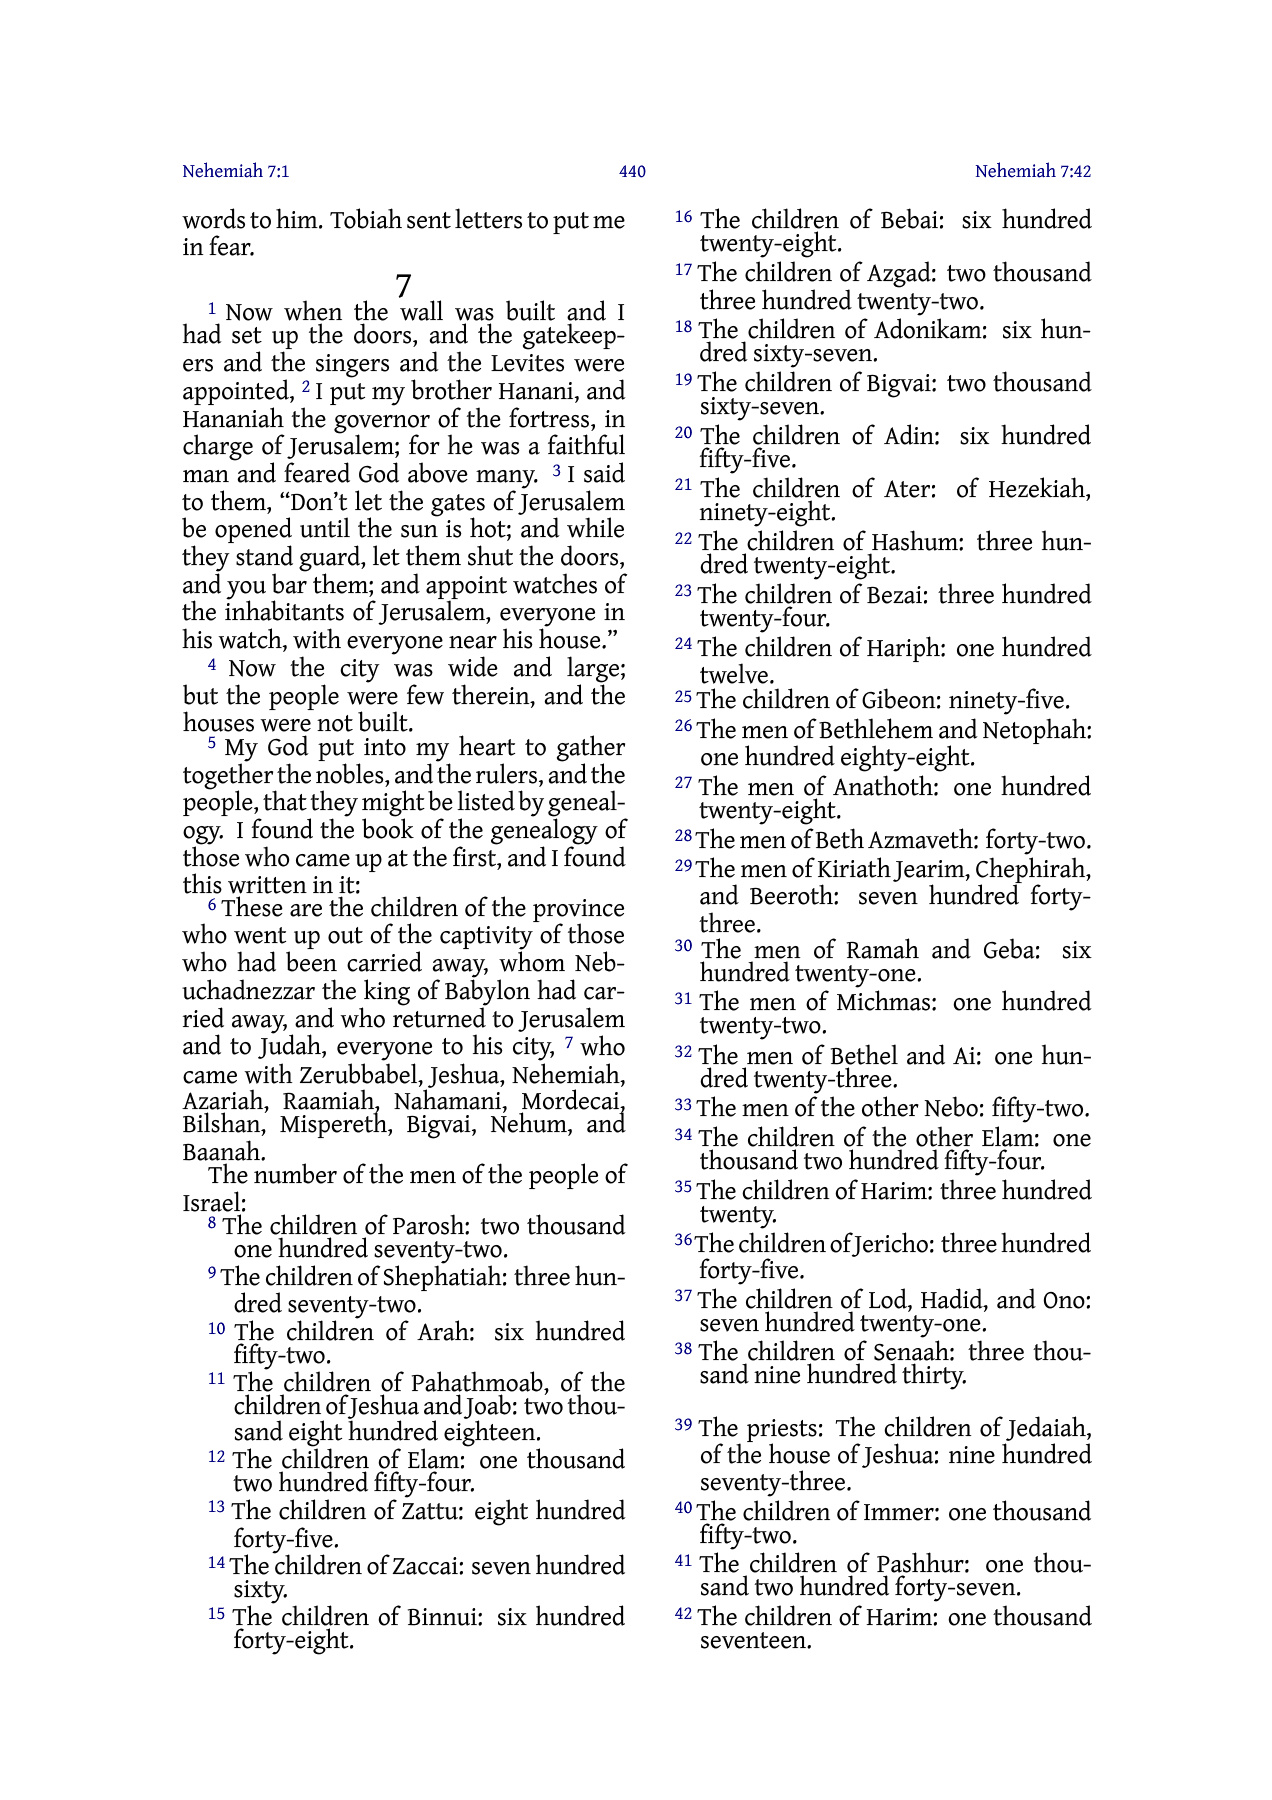 Nehemiah 7:1
440
Nehemiah 7:42
words to him. Tobiah sent letters to put me
in fear.
7
1 Now when the wall was built and I
had set up the doors, and the gatekeep-
ers and the singers and the Levites were
appointed, 2 I put my brother Hanani, and
Hananiah the governor of the fortress, in
charge of Jerusalem; for he was a faithful
man and feared God above many. 3 I said
to them, “Don’t let the gates of Jerusalem
be opened until the sun is hot; and while
they stand guard, let them shut the doors,
and you bar them; and appoint watches of
the inhabitants of Jerusalem, everyone in
his watch, with everyone near his house.”
4 Now the city was wide and large;
but the people were few therein, and the
houses were not built.
5 My God put into my heart to gather
together the nobles, and the rulers, and the
people, that they might be listed by geneal-
ogy. I found the book of the genealogy of
those who came up at the first, and I found
this written in it:
6 These are the children of the province
who went up out of the captivity of those
who had been carried away, whom Neb-
uchadnezzar the king of Babylon had car-
ried away, and who returned to Jerusalem
and to Judah, everyone to his city, 7 who
came with Zerubbabel, Jeshua, Nehemiah,
Azariah, Raamiah, Nahamani, Mordecai,
Bilshan, Mispereth, Bigvai, Nehum, and
Baanah.
The number of the men of the people of
Israel:
8 The children of Parosh: two thousand
one hundred seventy-two.
9 The children of Shephatiah: three hun-
dred seventy-two.
10 The children of Arah: six hundred
fifty-two.
11 The children of Pahathmoab, of the
children of Jeshua and Joab: two thou-
sand eight hundred eighteen.
12 The children of Elam: one thousand
two hundred fifty-four.
13 The children of Zattu: eight hundred
forty-five.
14 The children of Zaccai: seven hundred
sixty.
15 The children of Binnui: six hundred
forty-eight.
16 The children of Bebai: six hundred
twenty-eight.
17 The children of Azgad: two thousand
three hundred twenty-two.
18 The children of Adonikam: six hun-
dred sixty-seven.
19 The children of Bigvai: two thousand
sixty-seven.
20 The children of Adin: six hundred
fifty-five.
21 The children of Ater: of Hezekiah,
ninety-eight.
22 The children of Hashum: three hun-
dred twenty-eight.
23 The children of Bezai: three hundred
twenty-four.
24 The children of Hariph: one hundred
twelve.
25 The children of Gibeon: ninety-five.
26 The men of Bethlehem and Netophah:
one hundred eighty-eight.
27 The men of Anathoth: one hundred
twenty-eight.
28 The men of Beth Azmaveth: forty-two.
29 The men of Kiriath Jearim, Chephirah,
and Beeroth: seven hundred forty-
three.
30 The men of Ramah and Geba: six
hundred twenty-one.
31 The men of Michmas: one hundred
twenty-two.
32 The men of Bethel and Ai: one hun-
dred twenty-three.
33 The men of the other Nebo: fifty-two.
34 The children of the other Elam: one
thousand two hundred fifty-four.
35 The children of Harim: three hundred
twenty.
36 The children of Jericho: three hundred
forty-five.
37 The children of Lod, Hadid, and Ono:
seven hundred twenty-one.
38 The children of Senaah: three thou-
sand nine hundred thirty.
39 The priests: The children of Jedaiah,
of the house of Jeshua: nine hundred
seventy-three.
40 The children of Immer: one thousand
fifty-two.
41 The children of Pashhur: one thou-
sand two hundred forty-seven.
42 The children of Harim: one thousand
seventeen.